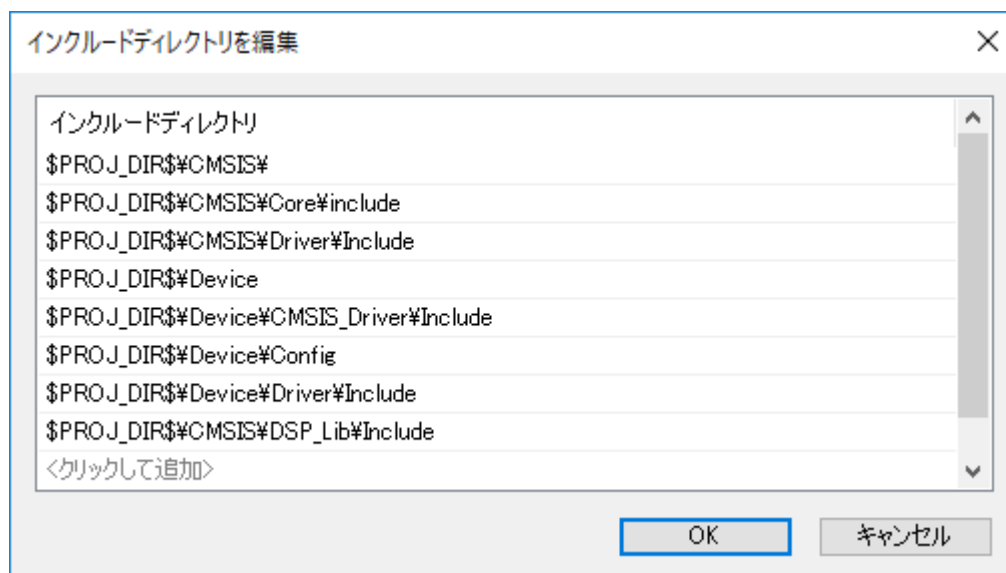 インクルードディレクトリを編集
インクルードディレクトリ
$PROJ_DIR$¥CMSIS¥
$PROJ_DIR$¥CMSIS¥Core¥include
$PROJ_DIR$¥CMSIS¥Driver¥Include
$PROJ_DIR$¥Device
$PROJ_DIR$¥Device¥CMSIS_Driver¥Include
$PROJ_DIR$¥Device¥Config
$PROJ_DIR$¥Device¥Driver¥Include
$PROJ_DIR$¥CMSIS¥DSP_Lib¥Include
<クリックして追加>
OK キャンセル